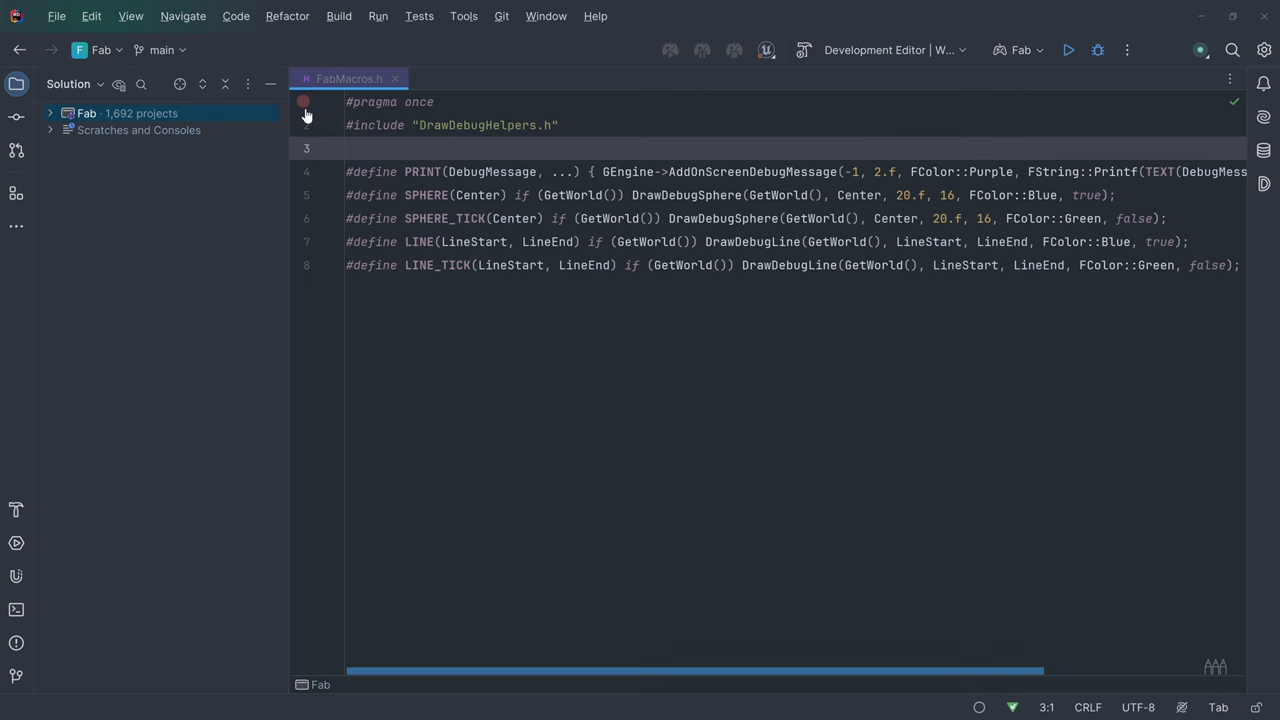 File Edit View Navigate Code Refactor Build Run Tests Tools Git Window Help
F Fab main Development Editor | W... Fab
Solution
FabMacros.h
Fab · 1,692 projects
Scratches and Consoles
#pragma once
2 #include "DrawDebugHelpers.h"
3
4 #define PRINT(DebugMessage, ...) { GEngine->AddOnScreenDebugMessage(-1, 2.f, FColor::Purple, FString::Printf(TEXT(DebugMess
5 #define SPHERE(Center) if (GetWorld()) DrawDebugSphere(GetWorld(), Center, 20.f, 16, FColor::Blue, true);
6 #define SPHERE_TICK(Center) if (GetWorld()) DrawDebugSphere(GetWorld(), Center, 20.f, 16, FColor::Green, false);
7 #define LINE(LineStart, LineEnd) if (GetWorld()) DrawDebugLine(GetWorld(), LineStart, LineEnd, FColor::Blue, true);
8 #define LINE_TICK(LineStart, LineEnd) if (GetWorld()) DrawDebugLine(GetWorld(), LineStart, LineEnd, FColor::Green, false);
Fab
3:1 CRLF UTF-8 Tab